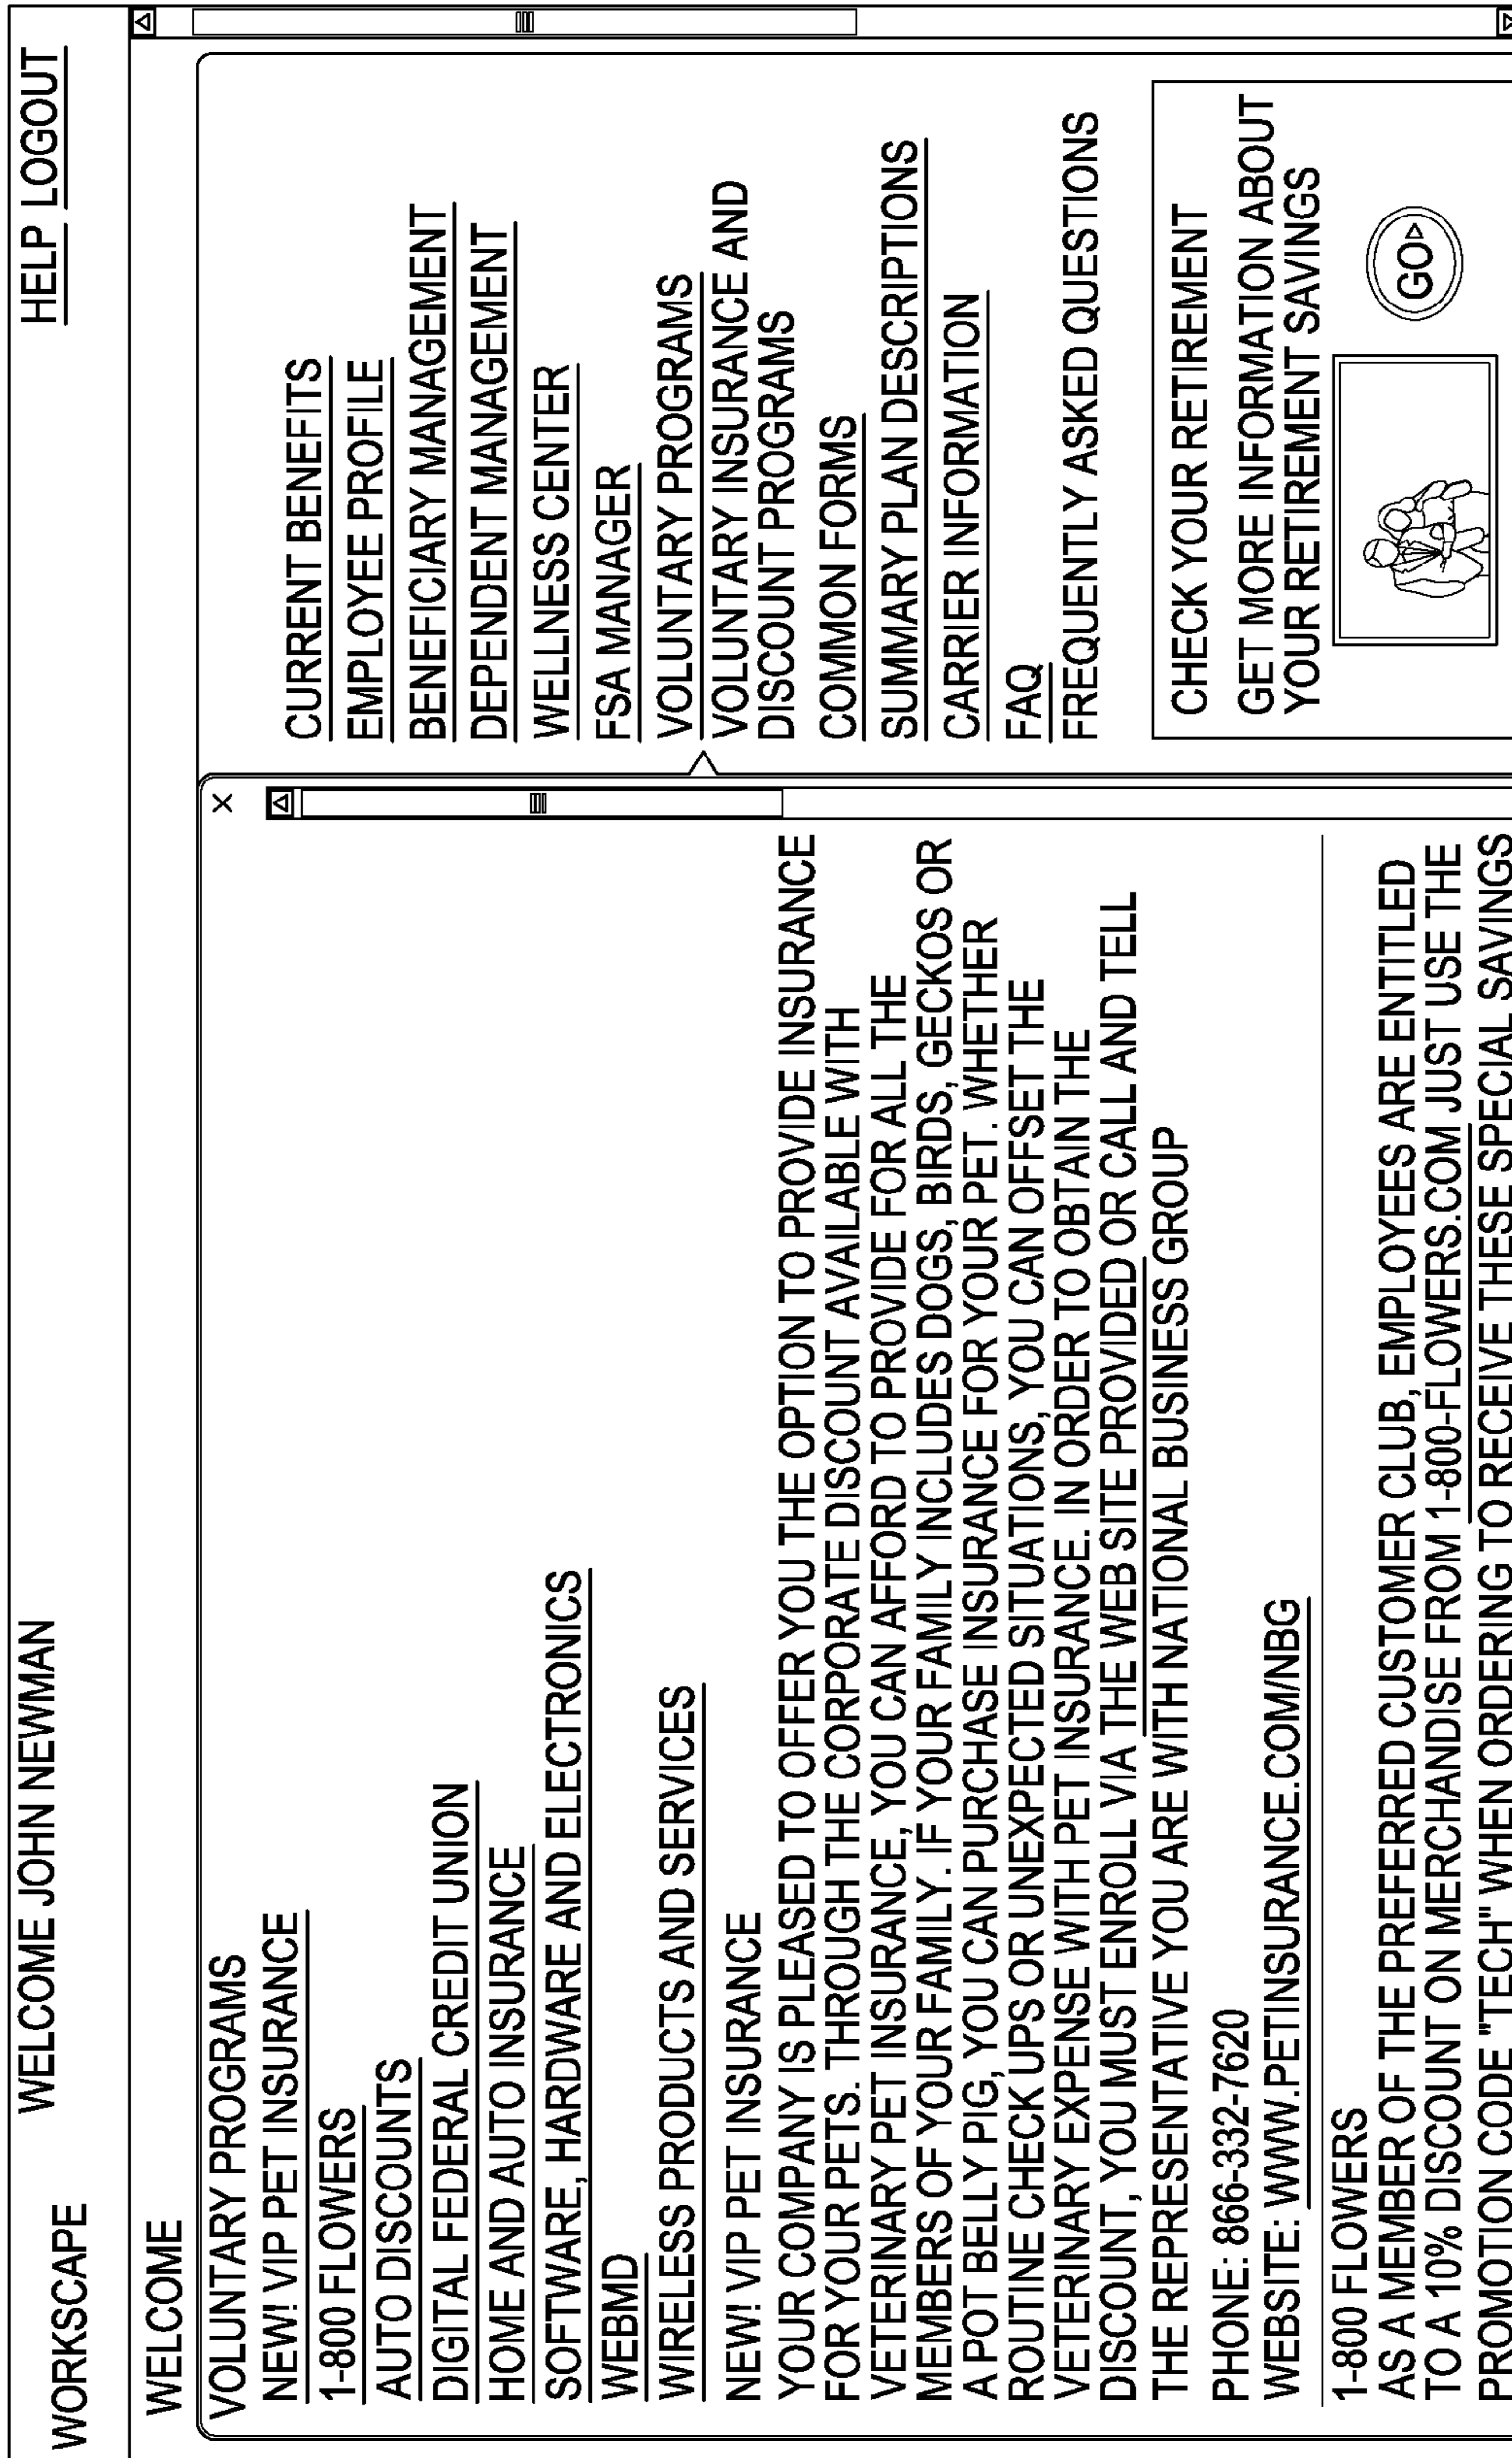 WORKSCAPE
WELCOME JOHN NEWMAN
HELP LOGOUT
WELCOME
VOLUNTARY PROGRAMS
NEW! VIP PET INSURANCE
1-800 FLOWERS
AUTO DISCOUNTS
DIGITAL FEDERAL CREDIT UNION
HOME AND AUTO INSURANCE
SOFTWARE, HARDWARE AND ELECTRONICS
WEBMD
WIRELESS PRODUCTS AND SERVICES
NEW! VIP PET INSURANCE
YOUR COMPANY IS PLEASED TO OFFER YOU THE OPTION TO PROVIDE INSURANCE
FOR YOUR PETS. THROUGH THE CORPORATE DISCOUNT AVAILABLE WITH
VETERINARY PET INSURANCE, YOU CAN AFFORD TO PROVIDE FOR ALL THE
MEMBERS OF YOUR FAMILY. IF YOUR FAMILY INCLUDES DOGS, BIRDS, GECKOS OR
A POT BELLY PIG, YOU CAN PURCHASE INSURANCE FOR YOUR PET. WHETHER
ROUTINE CHECK UPS OR UNEXPECTED SITUATIONS, YOU CAN OFFSET THE
VETERINARY EXPENSE WITH PET INSURANCE. IN ORDER TO OBTAIN THE
DISCOUNT, YOU MUST ENROLL VIA THE WEB SITE PROVIDED OR CALL AND TELL
THE REPRESENTATIVE YOU ARE WITH NATIONAL BUSINESS GROUP
PHONE: 866-332-7620
WEBSITE: WWW.PETINSURANCE.COM/NBG
1-800 FLOWERS
AS A MEMBER OF THE PREFERRED CUSTOMER CLUB, EMPLOYEES ARE ENTITLED
TO A 10% DISCOUNT ON MERCHANDISE FROM 1-800-FLOWERS.COM JUST USE THE
PROMOTION CODE "TECH" WHEN ORDERING TO RECEIVE THESE SPECIAL SAVINGS
X
CURRENT BENEFITS
EMPLOYEE PROFILE
BENEFICIARY MANAGEMENT
DEPENDENT MANAGEMENT
WELLNESS CENTER
FSA MANAGER
VOLUNTARY PROGRAMS
VOLUNTARY INSURANCE AND
DISCOUNT PROGRAMS
COMMON FORMS
SUMMARY PLAN DESCRIPTIONS
CARRIER INFORMATION
FAQ
FREQUENTLY ASKED QUESTIONS
CHECK YOUR RETIREMENT
GET MORE INFORMATION ABOUT
YOUR RETIREMENT SAVINGS
GO